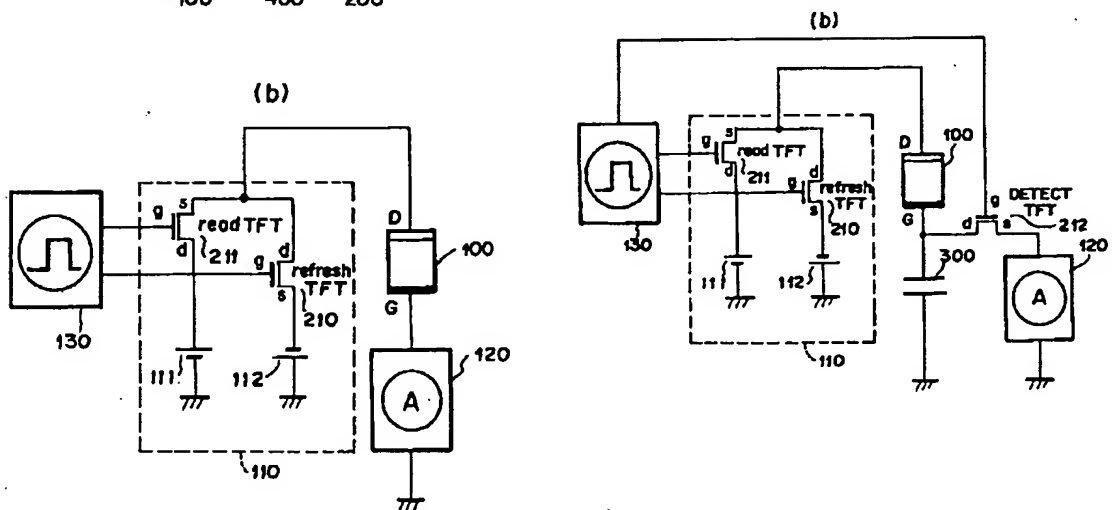 (b)
g
s
read TFT
d
211
d
g
refresh
TFT
s
210
130
111
112
110
D
100
G
120
A
(b)
g
s
read TFT
d
211
d
g
refresh
TFT
s
210
130
11
112
110
D
100
G
g
DETECT
TFT
d
s
212
300
120
A